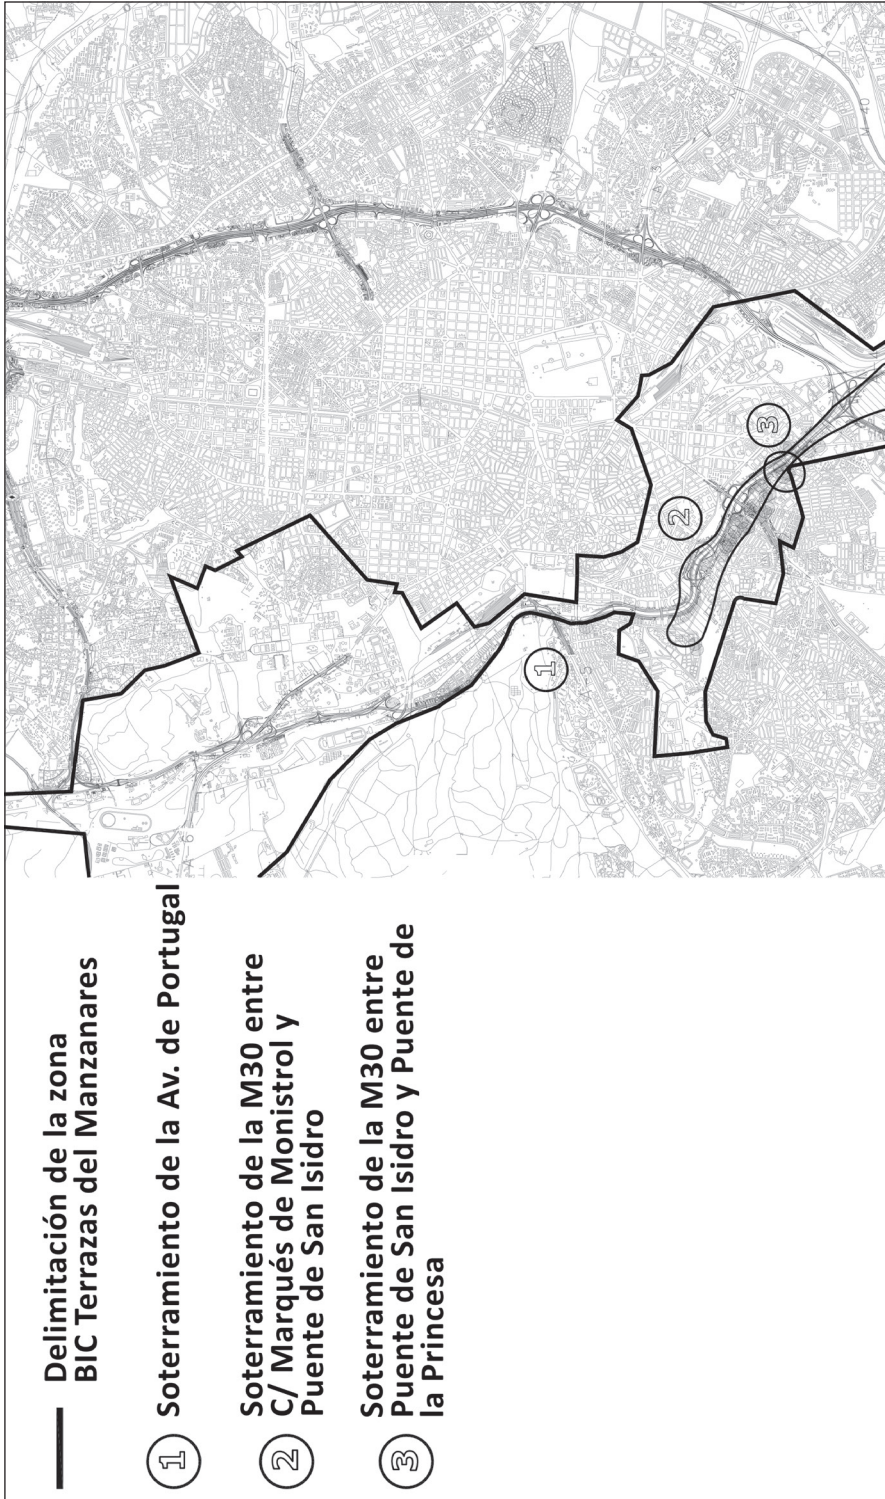 Delimitación de la zona
BIC Terrazas del Manzanares
1 Soterramiento de la Av. de Portugal
2 Soterramiento de la M30 entre
C/ Marqués de Monistrol y
Puente de San Isidro
3 Soterramiento de la M30 entre
Puente de San Isidro y Puente de
la Princesa
1
2
3
A-5